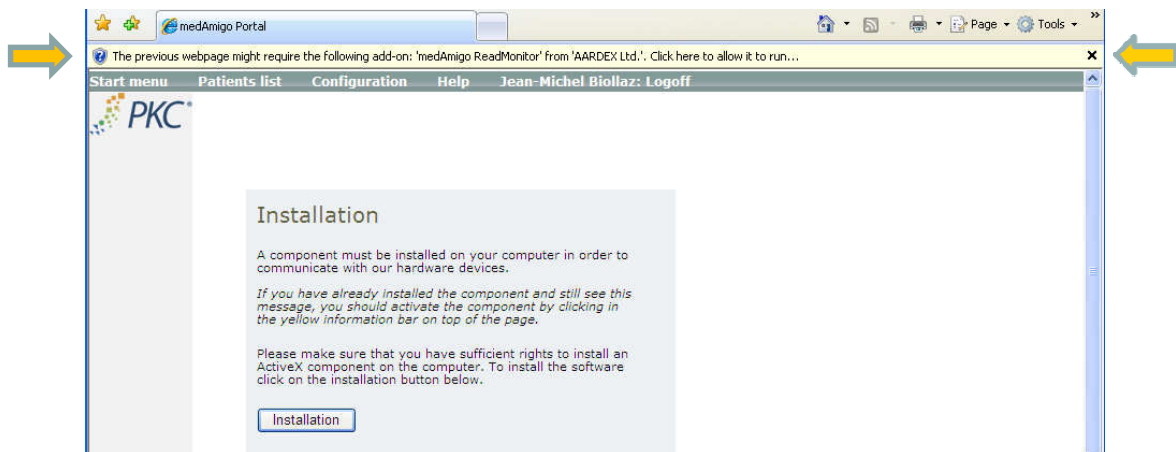 medAmigo Portal
Page
Tools
»
The previous webpage might require the following add-on: 'medAmigo ReadMonitor' from 'AARDEX Ltd.'. Click here to allow it to run...
Start menu Patients list Configuration Help Jean-Michel Biollaz: Logoff
PKC
Installation
A component must be installed on your computer in order to
communicate with our hardware devices.
If you have already installed the component and still see this
message, you should activate the component by clicking in
the yellow information bar on top of the page.
Please make sure that you have sufficient rights to install an
ActiveX component on the computer. To install the software
click on the installation button below.
Installation